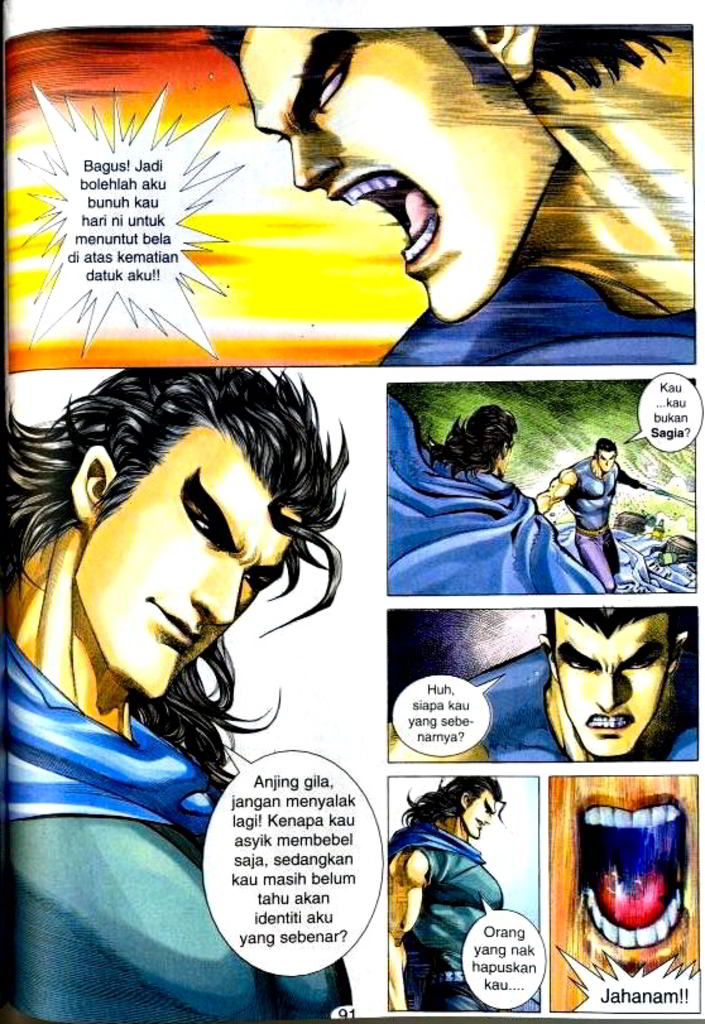 Bagus! Jadi
bolehlah aku
bunuh kau
hari ni untuk
menuntut bela
di atas kematian
datuk aku!!
Anjing gila,
jangan menyalak
lagi! Kenapa kau
asyik membebel
saja, sedangkan
kau masih belum
tahu akan
identiti aku
yang sebenar?
Kau
...kau
bukan
Sagia?
Huh,
siapa kau
yang sebe-
narnya?
Orang
yang nak
hapuskan
kau....
Jahanam!!
91